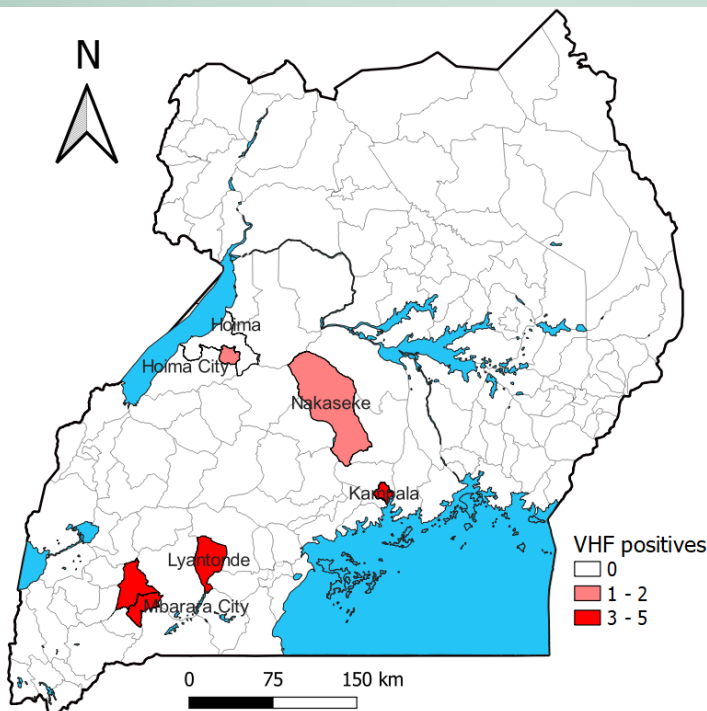 N
Hoima
Hoima City
Nakaseke
Kampala
Lyantonde
Mbarara City
VHF positives
0
1 - 2
3 - 5
0 75 150 km